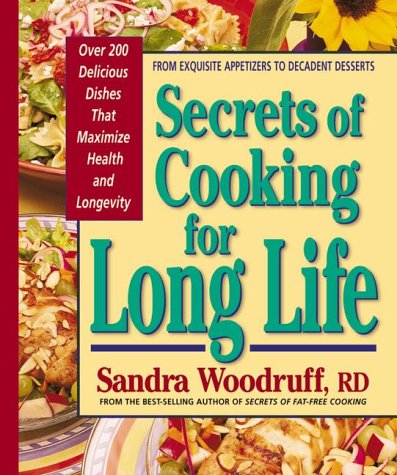 Over 200
Delicious
Dishes
That
Maximize
Health
and
Longevity
FROM EXQUISITE APPETIZERS TO DECADENT DESSERTS
Secrets of
Cooking
for
Long Life
Sandra Woodruff, RD
FROM THE BEST-SELLING AUTHOR OF SECRETS OF FAT-FREE COOKING